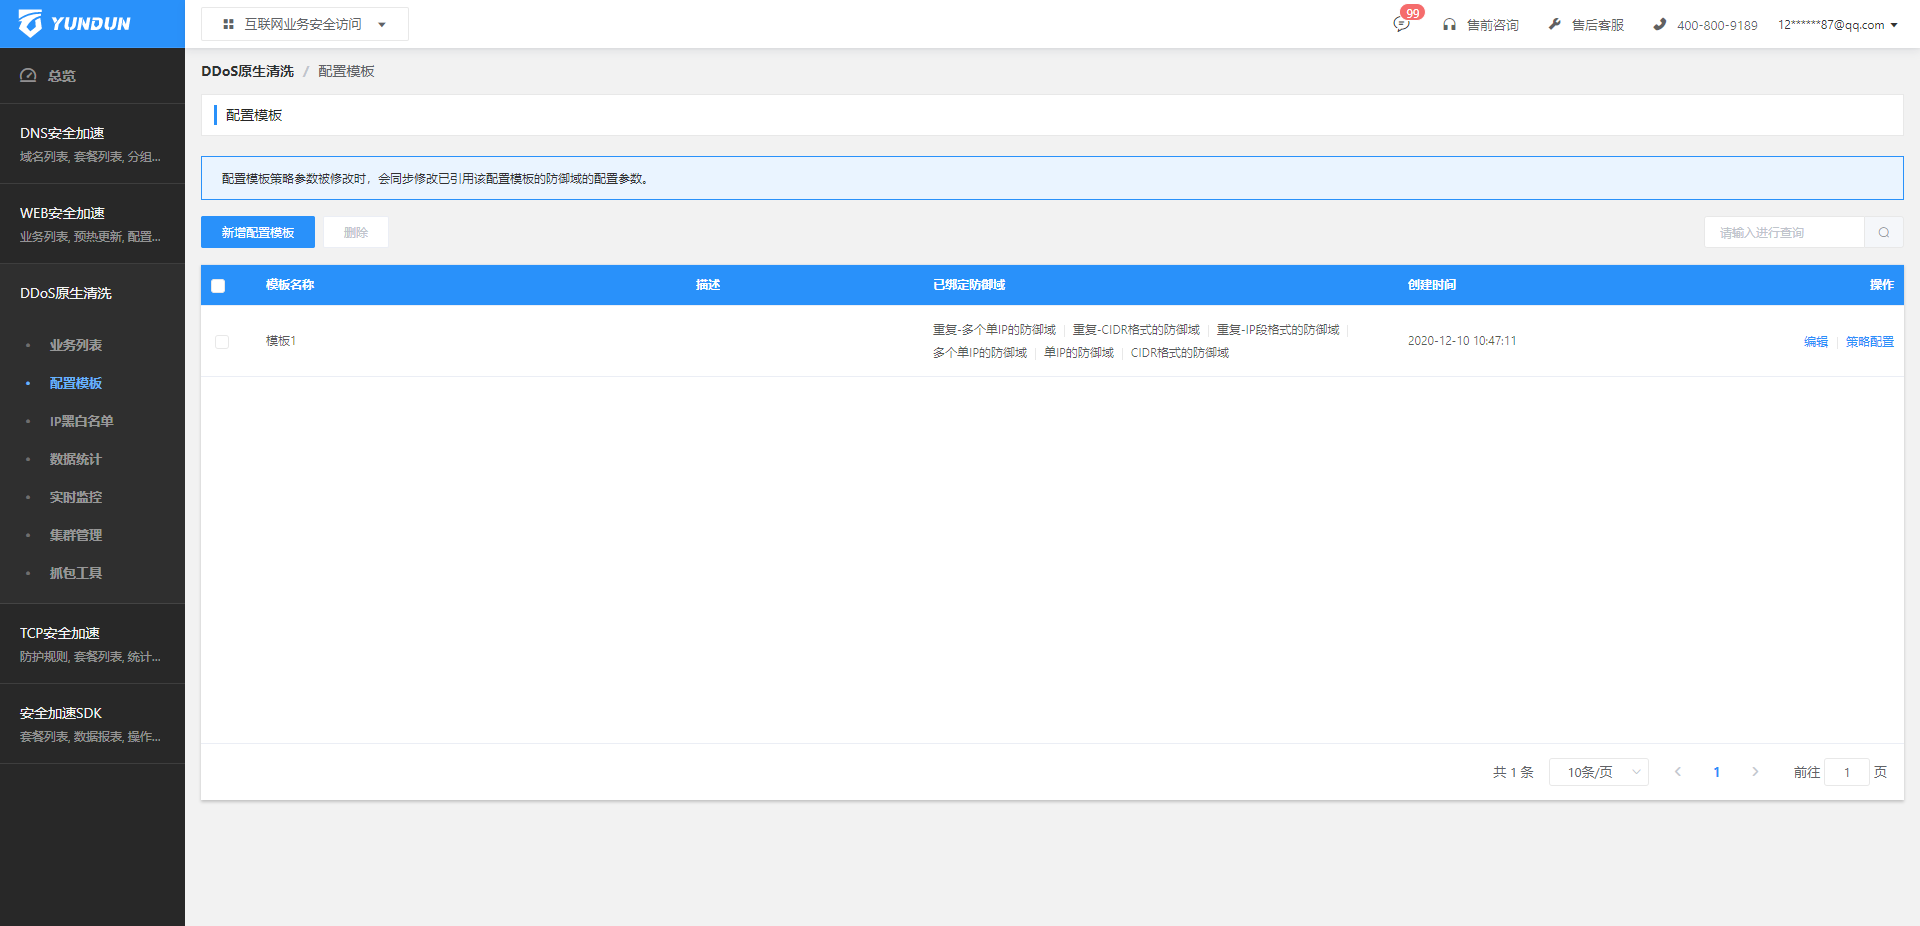 YUNDUN
互联网业务安全访问
99
售前咨询
售后客服
400-800-9189
12******87@qq.com
总览
DNS安全加速
域名列表, 套餐列表, 分组...
WEB安全加速
业务列表, 预热更新, 配置...
DDoS原生清洗
业务列表
配置模板
IP黑白名单
数据统计
实时监控
集群管理
抓包工具
TCP安全加速
防护规则, 套餐列表, 统计...
安全加速SDK
套餐列表, 数据报表, 操作...
DDoS原生清洗 / 配置模板
配置模板
配置模板策略参数被修改时，会同步修改已引用该配置模板的防御域的配置参数。
新增配置模板 删除
请输入进行查询
模板名称 描述 已绑定防御域 创建时间 操作
模板1
重复-多个单IP的防御域 | 重复-CIDR格式的防御域 | 重复-IP段格式的防御域 |
多个单IP的防御域 | 单IP的防御域 | CIDR格式的防御域
2020-12-10 10:47:11
编辑 | 策略配置
共 1 条 10条/页 1 前往 1 页